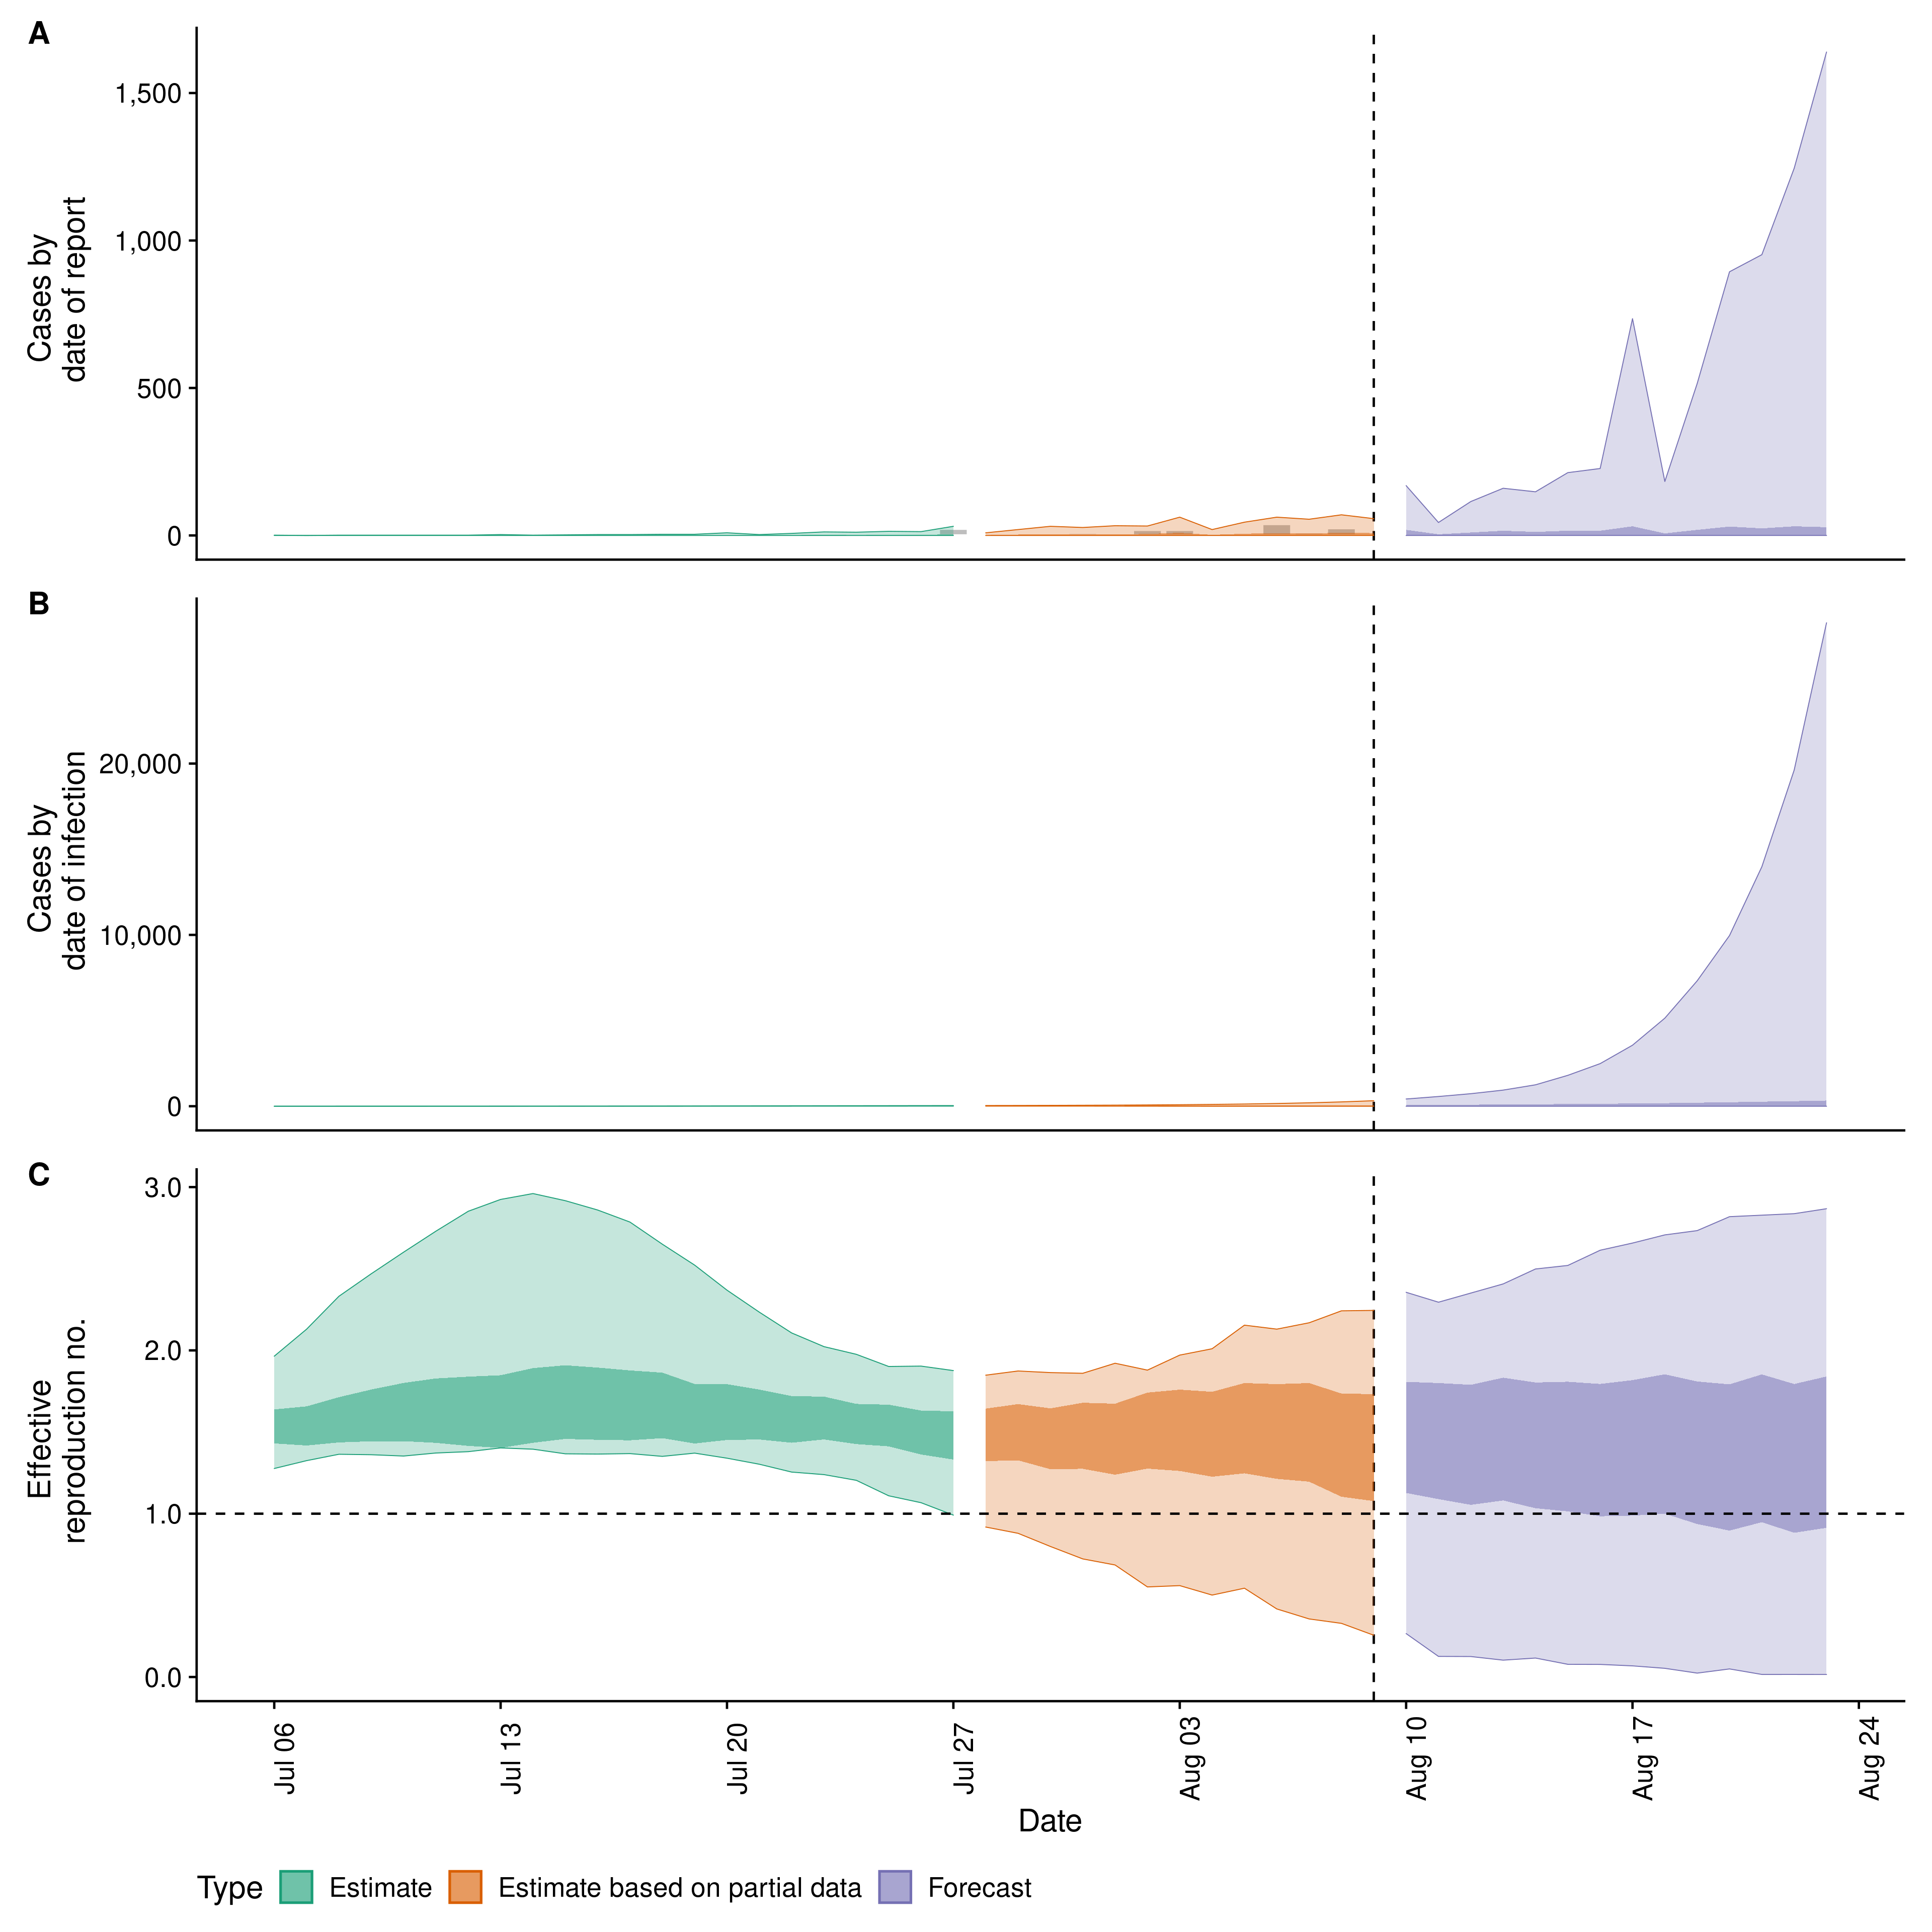 A
1,500
1,000
500
0
Cases by
date of report
B
20,000
10,000
0
Cases by
date of infection
C
3.0
2.0
1.0
0.0
Effective
reproduction no.
Jul 06
Jul 13
Jul 20
Jul 27
Aug 03
Aug 10
Aug 17
Aug 24
Date
Type Estimate Estimate based on partial data Forecast